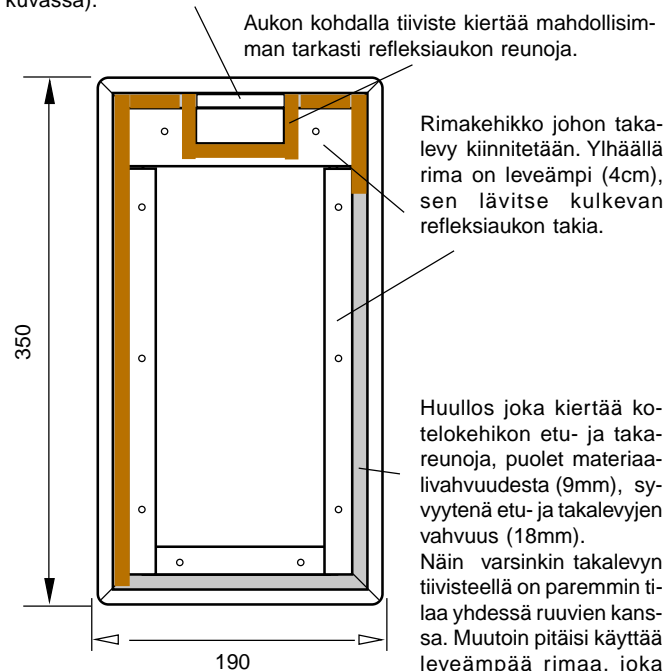 kuvassa).
Aukon kohdalla tiiviste kiertää mahdollisim-
man tarkasti refleksiaukon reunoja.
Rimakehikko johon taka-
levy kiinnitetään. Ylhäällä
rima on leveämpi (4cm),
sen lävitse kulkevan
refleksiaukon takia.
350
Huullos joka kiertää ko-
telokehikon etu- ja taka-
reunoja, puolet materiaa-
livahvuudesta (9mm), sy-
vyytenä etu- ja takalevyjen
vahvuus (18mm).
Näin varsinkin takalevyn
tiivisteellä on paremmin ti-
laa yhdessä ruuvien kans-
sa. Muutoin pitäisi käyttää
leveämpää rimaa, joka
190